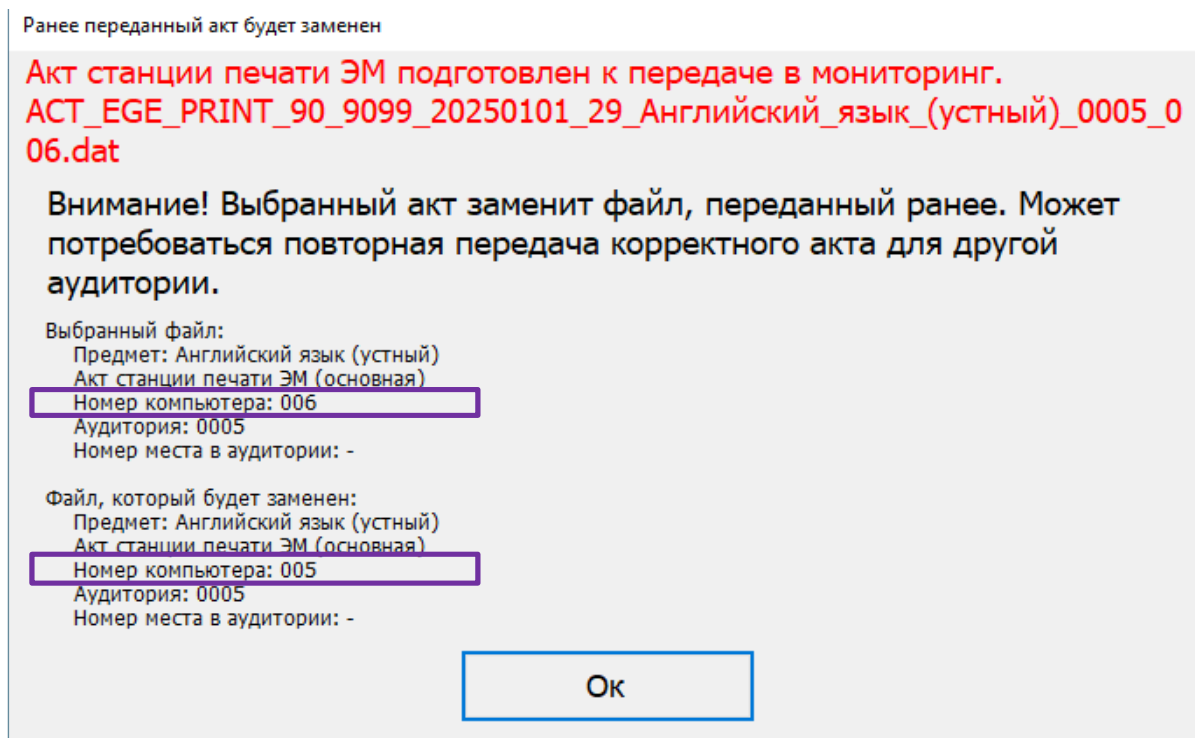 Ранее переданный акт будет заменен
Акт станции печати ЭМ подготовлен к передаче в мониторинг.
ACT_EGE_PRINT_90_9099_20250101_29_Английский_язык_(устный)_0005_0
06.dat
Внимание! Выбранный акт заменит файл, переданный ранее. Может
потребоваться повторная передача корректного акта для другой
аудитории.
Выбранный файл:
Предмет: Английский язык (устный)
Акт станции печати ЭМ (основная)
Номер компьютера: 006
Аудитория: 0005
Номер места в аудитории: -
Файл, который будет заменен:
Предмет: Английский язык (устный)
Акт станции печати ЭМ (основная)
Номер компьютера: 005
Аудитория: 0005
Номер места в аудитории: -
Ок